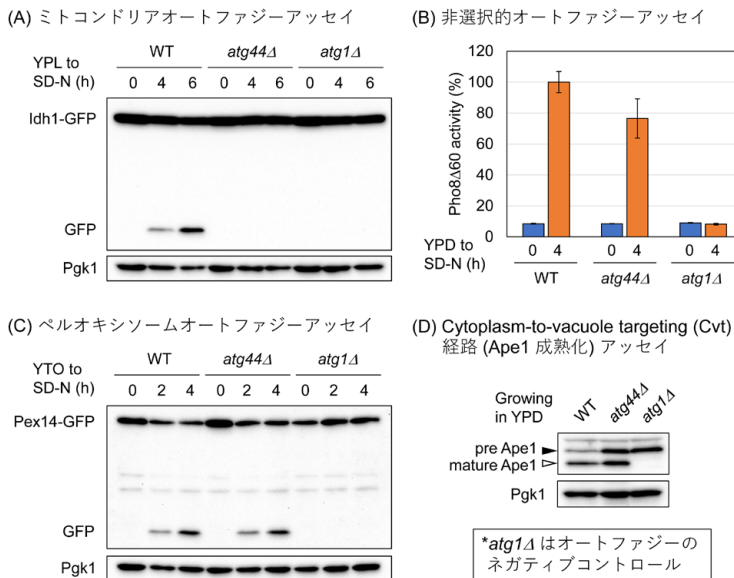 (A) ミトコンドリアオートファジーアッセイ
YPL to
SD-N (h)
WT atg44Δ atg1Δ
0 4 6 0 4 6 0 4 6
Idh1-GFP
GFP
Pgk1
(B) 非選択的オートファジーアッセイ
Pho8Δ60 activity (%)
120
100
80
60
40
20
0
YPD to
SD-N (h)
0 4 0 4 0 4
WT atg44Δ atg1Δ
(C) ペルオキシソームオートファジーアッセイ
YTO to
SD-N (h)
WT atg44Δ atg1Δ
0 2 4 0 2 4 0 2 4
Pex14-GFP
GFP
Pgk1
(D) Cytoplasm-to-vacuole targeting (Cvt)
経路 (Ape1 成熟化) アッセイ
Growing
in YPD
WT atg44Δ atg1Δ
pre Ape1
mature Ape1
Pgk1
*atg1Δ はオートファジーの
ネガティブコントロール